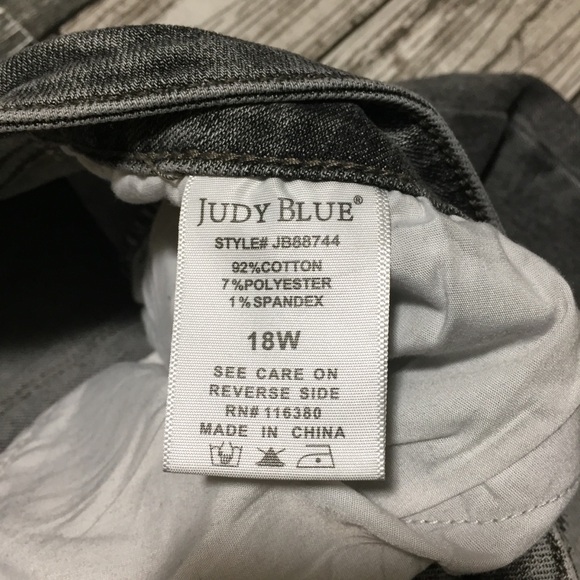 JUDY BLUE®
STYLE# JB88744
92%COTTON
7%POLYESTER
1%SPANDEX
18W
SEE CARE ON
REVERSE SIDE
RN# 116380
MADE IN CHINA